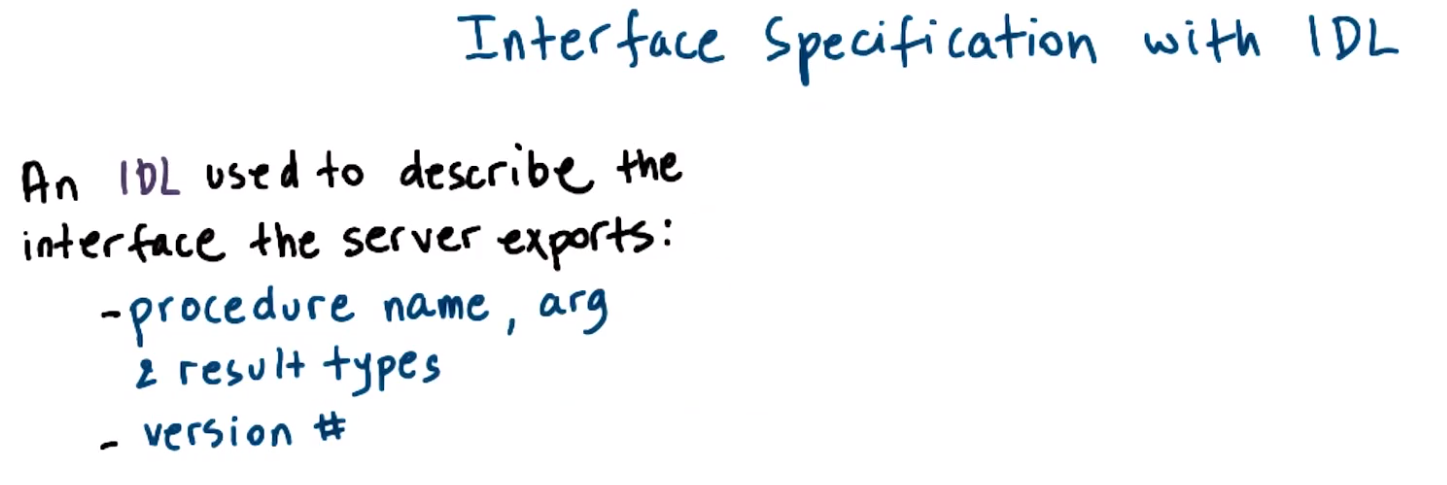 Interface Specification with IDL
An IDL used to describe the
interface the server exports:
- procedure name, arg
& result types
- version #